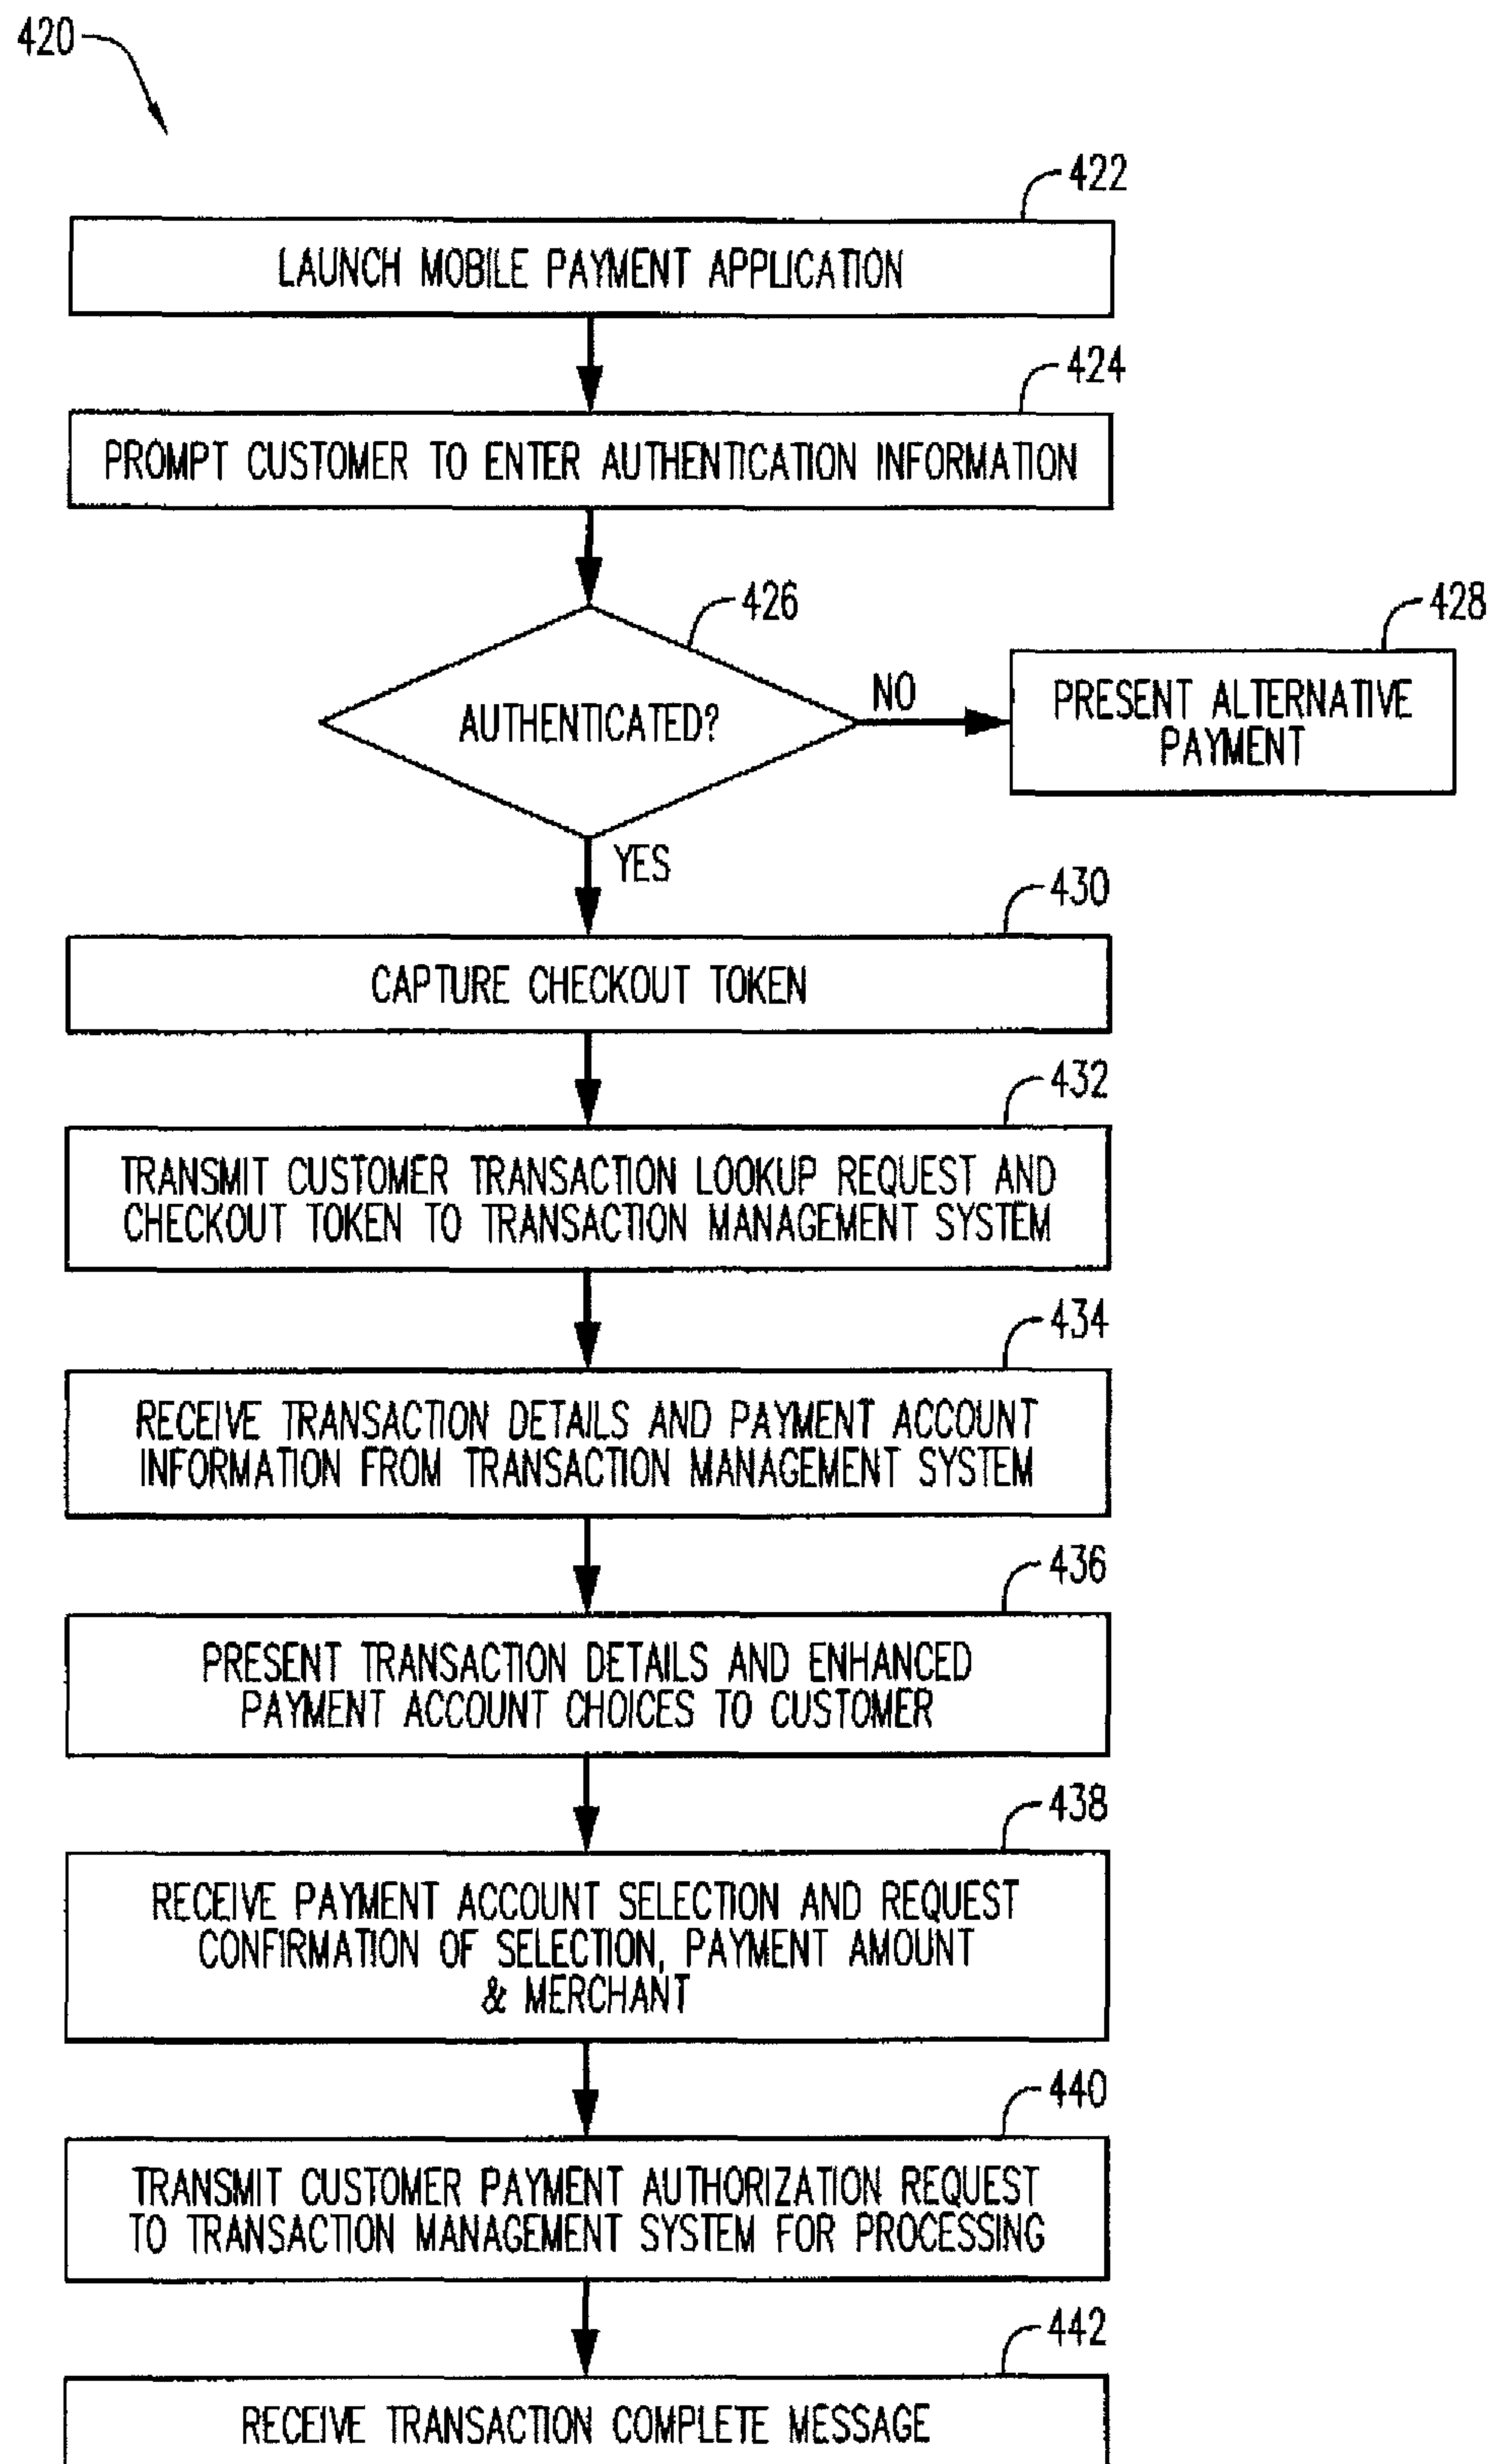 420
422
LAUNCH MOBILE PAYMENT APPLICATION
424
PROMPT CUSTOMER TO ENTER AUTHENTICATION INFORMATION
426
AUTHENTICATED?
NO
428
PRESENT ALTERNATIVE
PAYMENT
YES
430
CAPTURE CHECKOUT TOKEN
432
TRANSMIT CUSTOMER TRANSACTION LOOKUP REQUEST AND
CHECKOUT TOKEN TO TRANSACTION MANAGEMENT SYSTEM
434
RECEIVE TRANSACTION DETAILS AND PAYMENT ACCOUNT
INFORMATION FROM TRANSACTION MANAGEMENT SYSTEM
436
PRESENT TRANSACTION DETAILS AND ENHANCED
PAYMENT ACCOUNT CHOICES TO CUSTOMER
438
RECEIVE PAYMENT ACCOUNT SELECTION AND REQUEST
CONFIRMATION OF SELECTION, PAYMENT AMOUNT
& MERCHANT
440
TRANSMIT CUSTOMER PAYMENT AUTHORIZATION REQUEST
TO TRANSACTION MANAGEMENT SYSTEM FOR PROCESSING
442
RECEIVE TRANSACTION COMPLETE MESSAGE